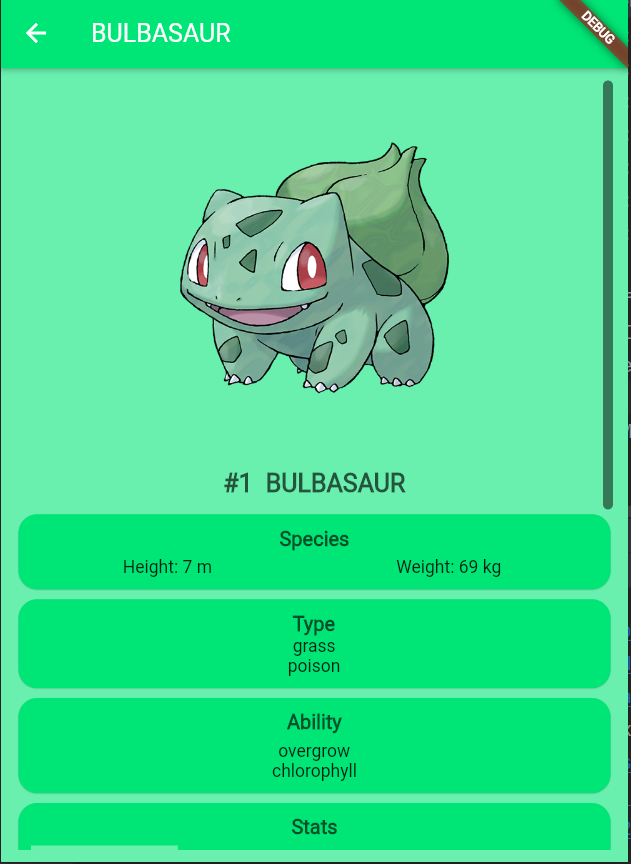 BULBASAUR
DEBUG
#1 BULBASAUR
Species
Height: 7 m
Weight: 69 kg
Type
grass
poison
Ability
overgrow
chlorophyll
Stats